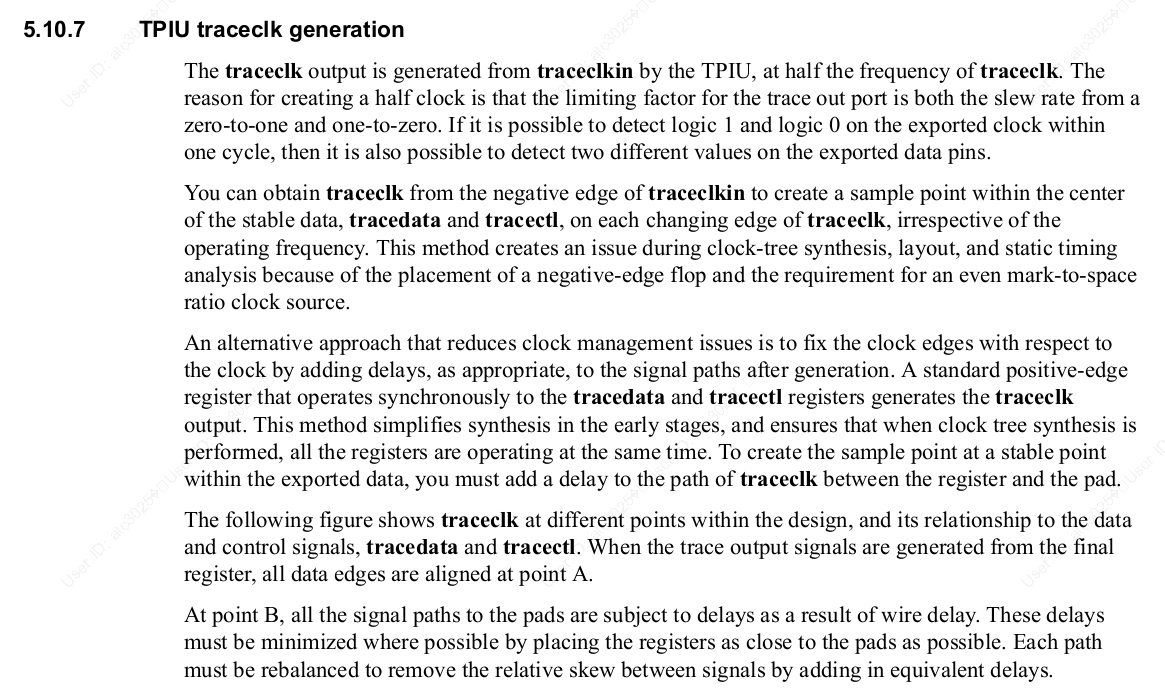 5.10.7 TPIU traceclk generation
The traceclk output is generated from traceclkin by the TPIU, at half the frequency of traceclk. The
reason for creating a half clock is that the limiting factor for the trace out port is both the slew rate from a
zero-to-one and one-to-zero. If it is possible to detect logic 1 and logic 0 on the exported clock within
one cycle, then it is also possible to detect two different values on the exported data pins.
You can obtain traceclk from the negative edge of traceclkin to create a sample point within the center
of the stable data, tracedata and tracectl, on each changing edge of traceclk, irrespective of the
operating frequency. This method creates an issue during clock-tree synthesis, layout, and static timing
analysis because of the placement of a negative-edge flop and the requirement for an even mark-to-space
ratio clock source.
An alternative approach that reduces clock management issues is to fix the clock edges with respect to
the clock by adding delays, as appropriate, to the signal paths after generation. A standard positive-edge
register that operates synchronously to the tracedata and tracectl registers generates the traceclk
output. This method simplifies synthesis in the early stages, and ensures that when clock tree synthesis is
performed, all the registers are operating at the same time. To create the sample point at a stable point
within the exported data, you must add a delay to the path of traceclk between the register and the pad.
The following figure shows traceclk at different points within the design, and its relationship to the data
and control signals, tracedata and tracectl. When the trace output signals are generated from the final
register, all data edges are aligned at point A.
At point B, all the signal paths to the pads are subject to delays as a result of wire delay. These delays
must be minimized where possible by placing the registers as close to the pads as possible. Each path
must be rebalanced to remove the relative skew between signals by adding in equivalent delays.